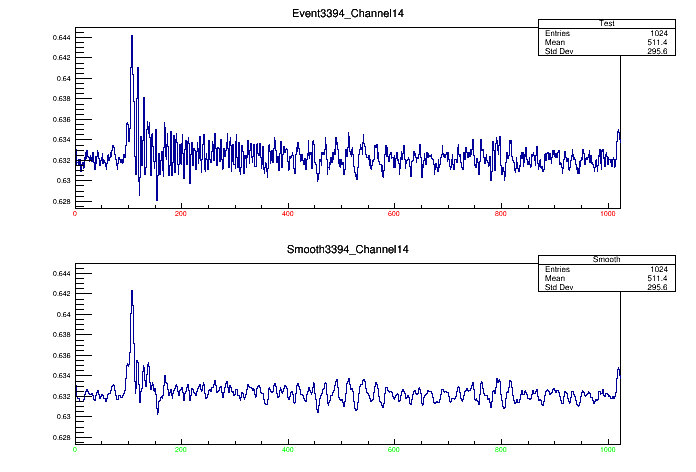 Event3394_Channel14
Test
Entries 1024
Mean 511.4
Std Dev 295.6
0.644
0.642
0.64
0.638
0.636
0.634
0.632
0.63
0.628
0 200 400 600 800 1000
Smooth3394_Channel14
Smooth
Entries 1024
Mean 511.4
Std Dev 295.6
0.644
0.642
0.64
0.638
0.636
0.634
0.632
0.63
0.628
0 200 400 600 800 1000